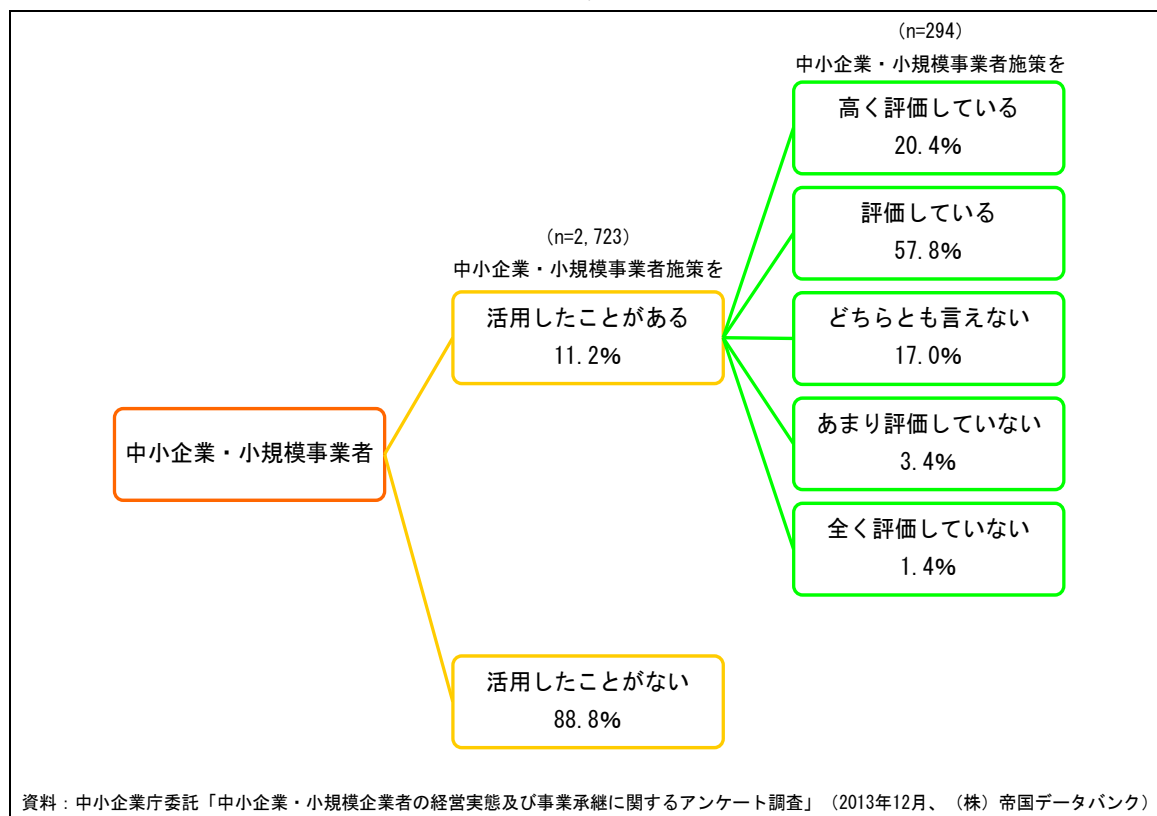 中小企業・小規模事業者
(n=2,723)
中小企業・小規模事業者施策を
活用したことがある
11.2%
活用したことがない
88.8%
(n=294)
中小企業・小規模事業者施策を
高く評価している
20.4%
評価している
57.8%
どちらとも言えない
17.0%
あまり評価していない
3.4%
全く評価していない
1.4%
資料:中小企業庁委託「中小企業・小規模企業者の経営実態及び事業承継に関するアンケート調査」(2013年12月、(株)帝国データバンク)